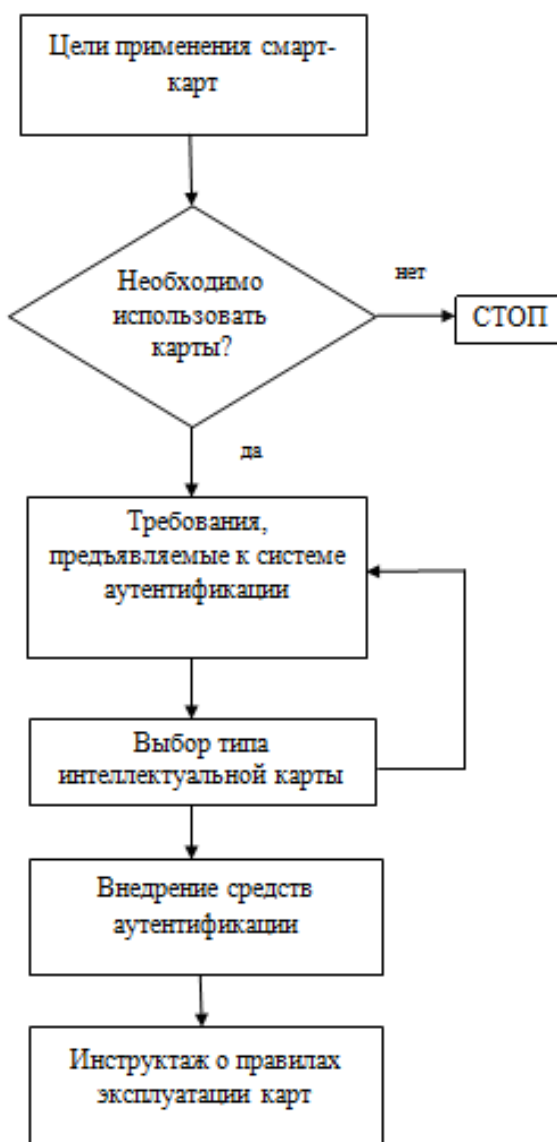 Цели применения смарт-
карт
Необходимо
использовать
карты?
нет
СТОП
да
Требования,
предъявляемые к системе
аутентификации
Выбор типа
интеллектуальной карты
Внедрение средств
аутентификации
Инструктаж о правилах
эксплуатации карт